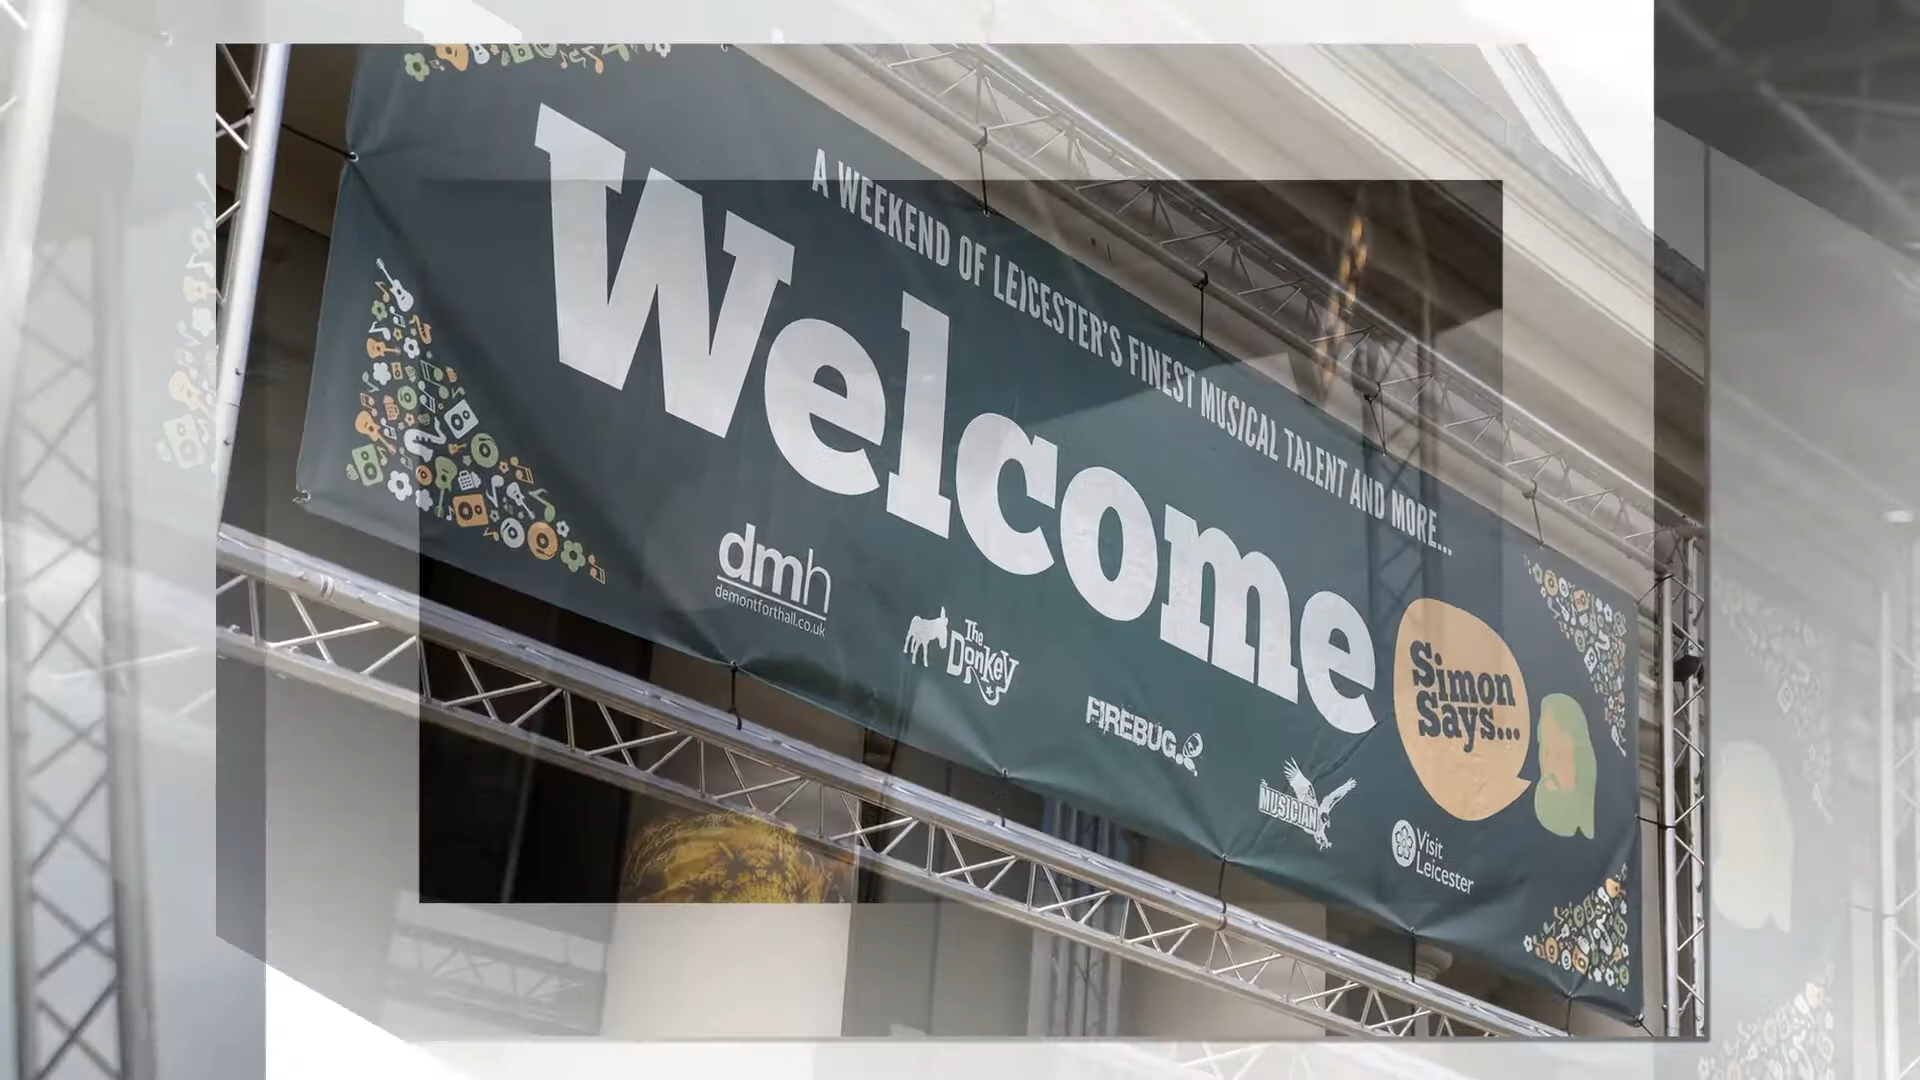 A WEEKEND OF LEICESTER'S FINEST MUSICAL TALENT AND MORE...
Welcome
dmh
demontforthall.co.uk
The
Donkey
FIREBUG
MUSICIAN
Simon
Says...
Visit
Leicester